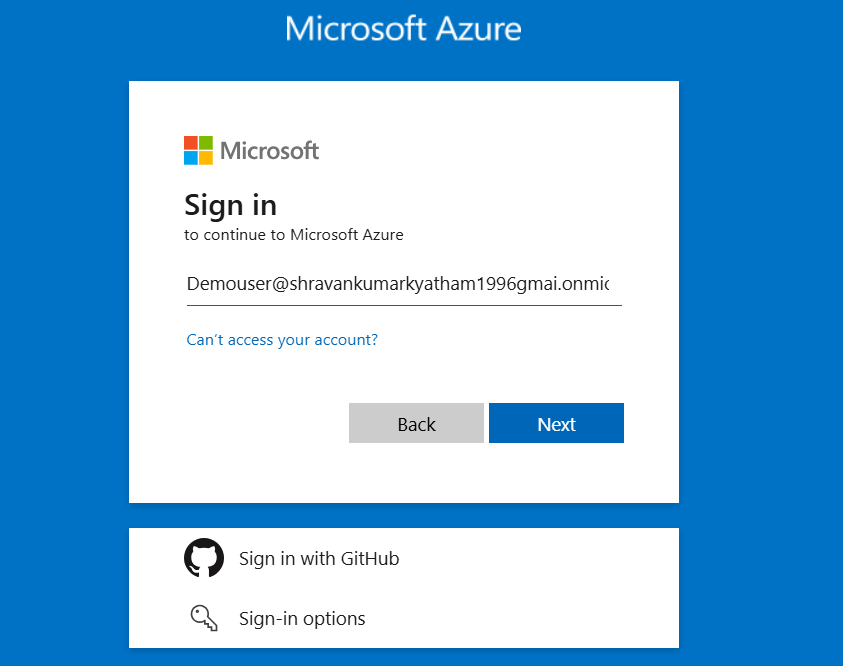 Microsoft Azure
Microsoft
Sign in
to continue to Microsoft Azure
Demouser@shravankumarkyatham1996gmai.onmic
Can't access your account?
Back Next
Sign in with GitHub
Sign-in options